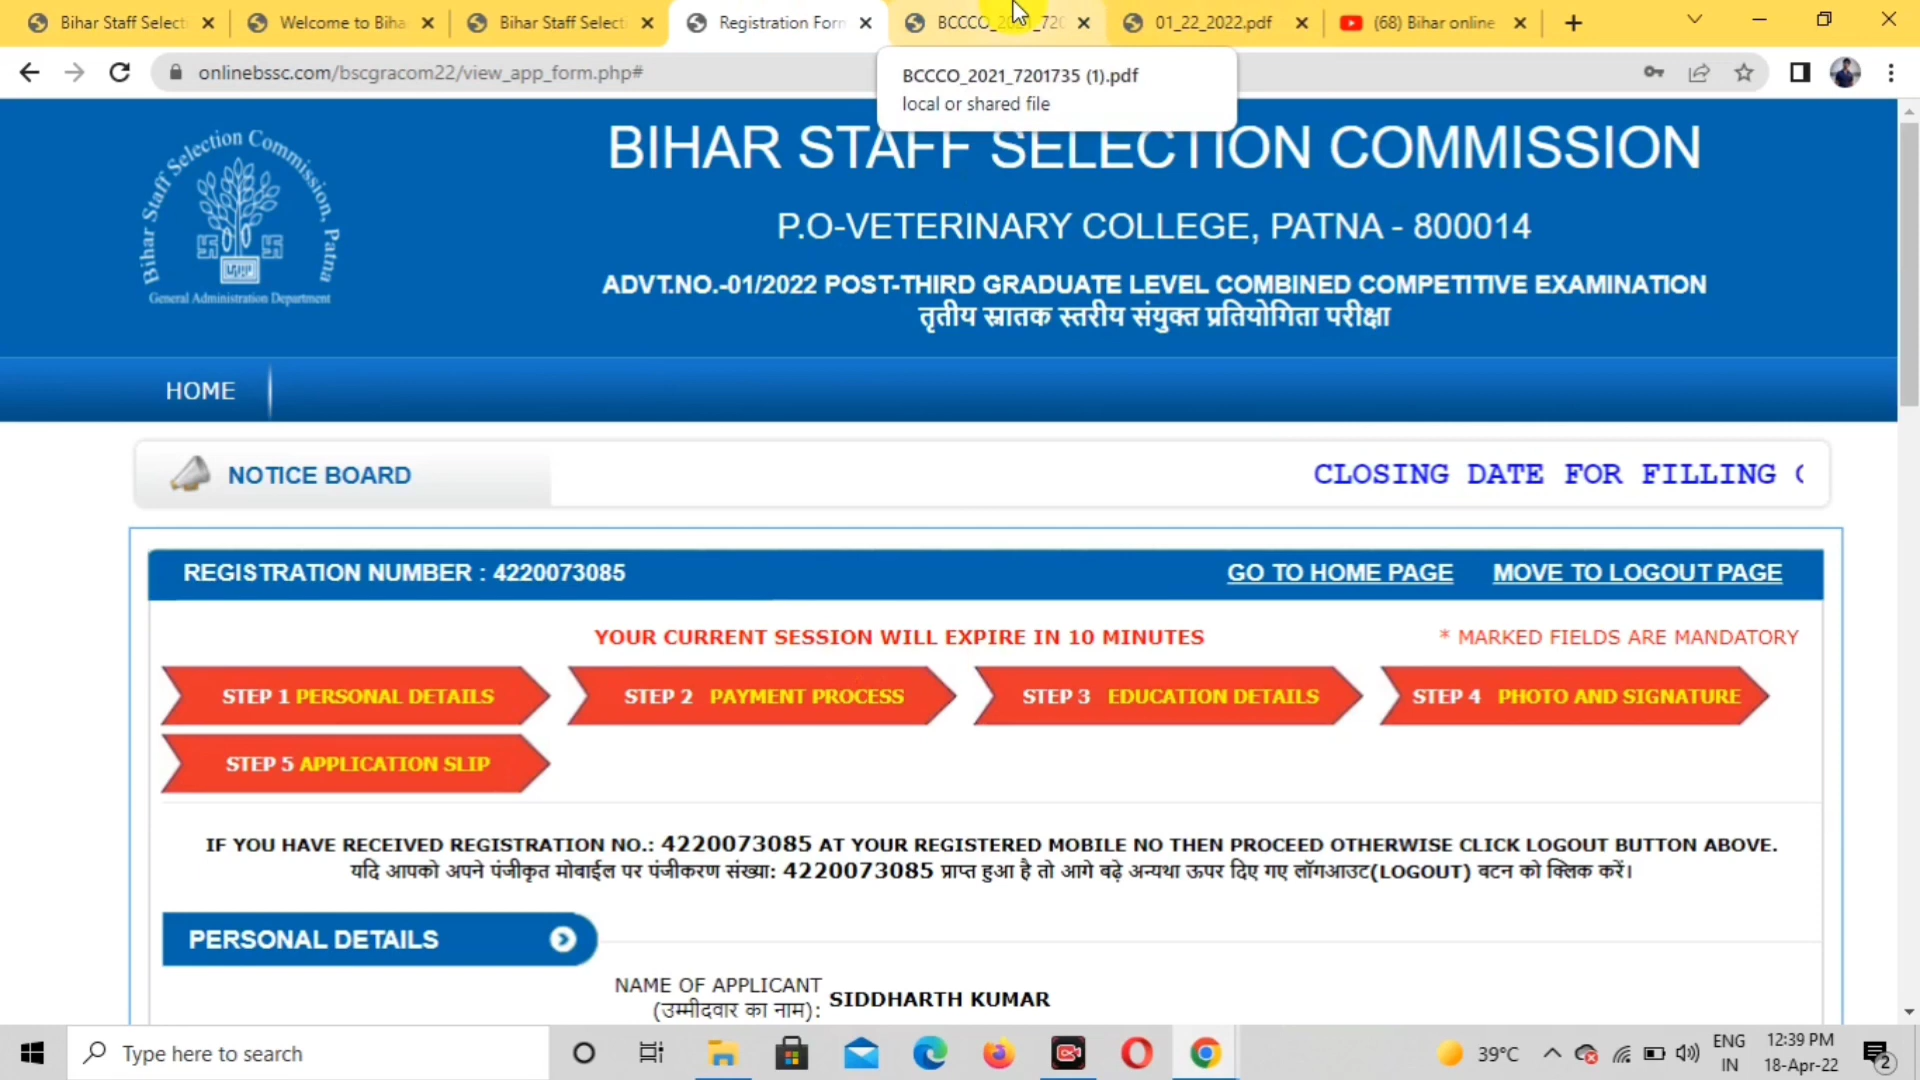 Bihar Staff Select
Welcome to Biha
Bihar Staff Select
Registration Form
BCCCO_2021_720
01_22_2022.pdf
(68) Bihar online
onlinebssc.com/bscgracom22/view_app_form.php#
BCCCO_2021_7201735 (1).pdf
local or shared file
Bihar Staff Selection Commission, Patna
General Administration Department
BIHAR STAFF SELECTION COMMISSION
P.O-VETERINARY COLLEGE, PATNA - 800014
ADVT.NO.-01/2022 POST-THIRD GRADUATE LEVEL COMBINED COMPETITIVE EXAMINATION
तृतीय स्नातक स्तरीय संयुक्त प्रतियोगिता परीक्षा
HOME
NOTICE BOARD
CLOSING DATE FOR FILLING
REGISTRATION NUMBER : 4220073085
GO TO HOME PAGE
MOVE TO LOGOUT PAGE
YOUR CURRENT SESSION WILL EXPIRE IN 10 MINUTES
* MARKED FIELDS ARE MANDATORY
STEP 1 PERSONAL DETAILS
STEP 2 PAYMENT PROCESS
STEP 3 EDUCATION DETAILS
STEP 4 PHOTO AND SIGNATURE
STEP 5 APPLICATION SLIP
IF YOU HAVE RECEIVED REGISTRATION NO.: 4220073085 AT YOUR REGISTERED MOBILE NO THEN PROCEED OTHERWISE CLICK LOGOUT BUTTON ABOVE.
यदि आपको अपने पंजीकृत मोबाईल पर पंजीकरण संख्या: 4220073085 प्राप्त हुआ है तो आगे बढ़े अन्यथा ऊपर दिए गए लॉगआउट(LOGOUT) बटन को क्लिक करें।
PERSONAL DETAILS
NAME OF APPLICANT
(उम्मीदवार का नाम):
SIDDHARTH KUMAR
Type here to search
39°C
ENG
IN
12:39 PM
18-Apr-22
2